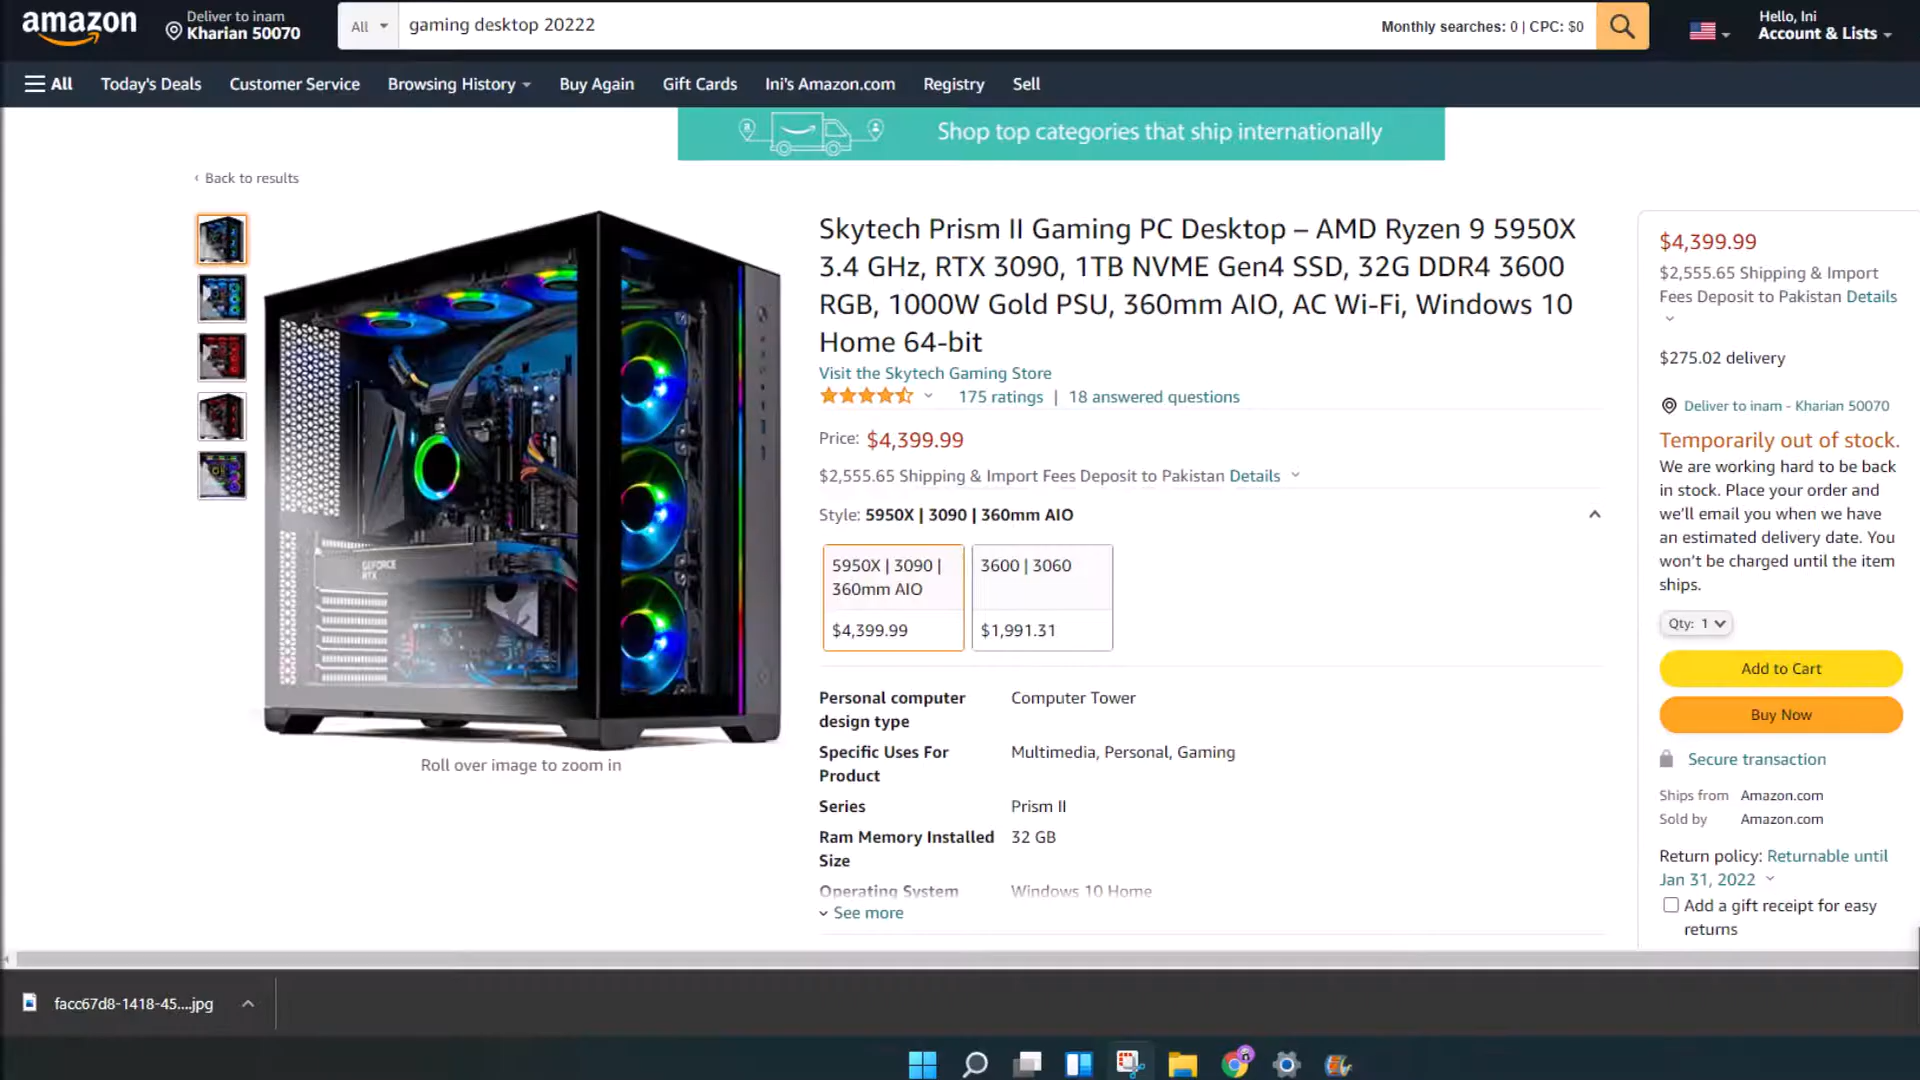 amazon
Deliver to inam
Kharian 50070
All
gaming desktop 20222
Monthly searches: 0 | CPC: $0
Hello, Ini
Account & Lists
All
Today's Deals
Customer Service
Browsing History
Buy Again
Gift Cards
Ini's Amazon.com
Registry
Sell
Shop top categories that ship internationally
‹ Back to results
GEFORCE
RTX
Roll over image to zoom in
Skytech Prism II Gaming PC Desktop – AMD Ryzen 9 5950X
3.4 GHz, RTX 3090, 1TB NVME Gen4 SSD, 32G DDR4 3600
RGB, 1000W Gold PSU, 360mm AIO, AC Wi-Fi, Windows 10
Home 64-bit
Visit the Skytech Gaming Store
175 ratings | 18 answered questions
Price: $4,399.99
$2,555.65 Shipping & Import Fees Deposit to Pakistan Details
Style: 5950X | 3090 | 360mm AIO
5950X | 3090 |
360mm AIO
$4,399.99
3600 | 3060
$1,991.31
Personal computer
design type
Computer Tower
Specific Uses For
Product
Multimedia, Personal, Gaming
Series
Prism II
Ram Memory Installed
Size
32 GB
Operating System
Windows 10 Home
See more
$4,399.99
$2,555.65 Shipping & Import
Fees Deposit to Pakistan Details
$275.02 delivery
Deliver to inam - Kharian 50070
Temporarily out of stock.
We are working hard to be back
in stock. Place your order and
we'll email you when we have
an estimated delivery date. You
won't be charged until the item
ships.
Qty: 1
Add to Cart
Buy Now
Secure transaction
Ships from Amazon.com
Sold by Amazon.com
Return policy: Returnable until
Jan 31, 2022
Add a gift receipt for easy
returns
facc67d8-1418-45....jpg